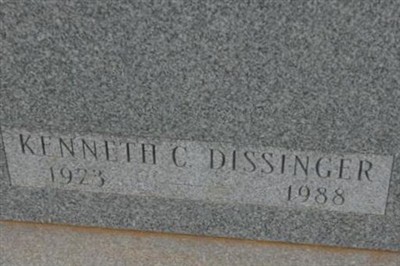 KENNETH C. DISSINGER
1923 1988